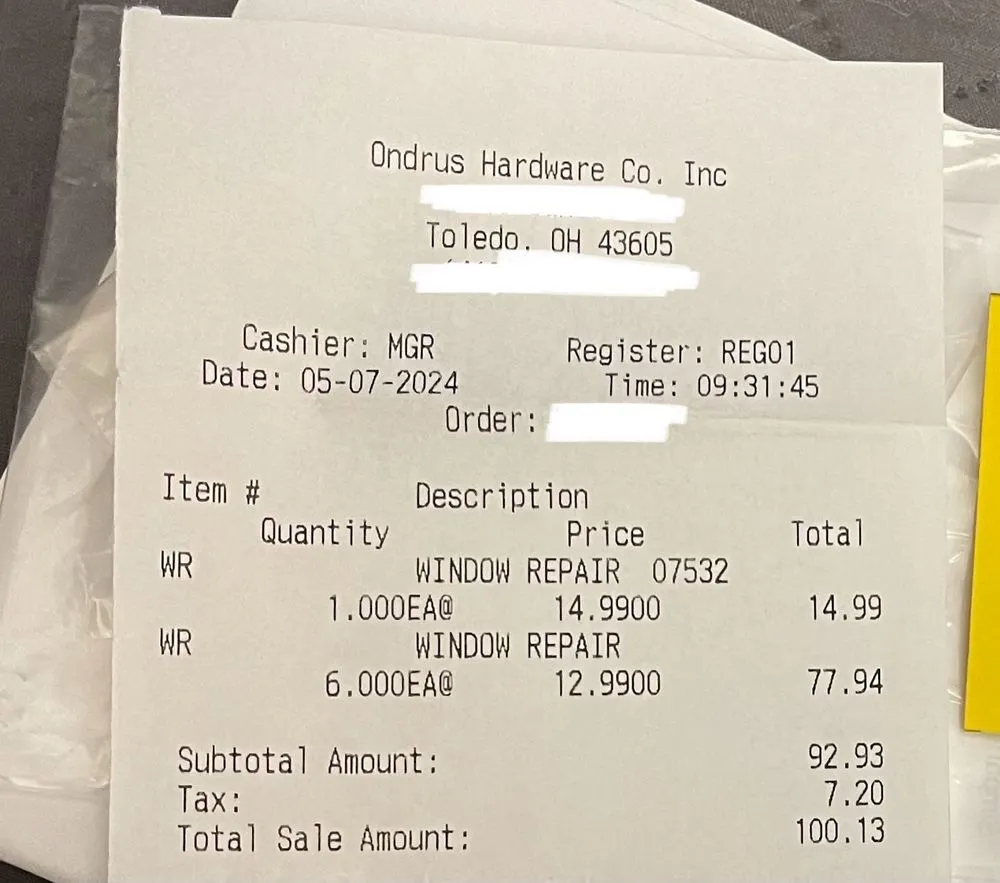 Ondrus Hardware Co. Inc
Toledo. OH 43605
Cashier: MGR Register: REG01
Date: 05-07-2024 Time: 09:31:45
Order:
Item # Description
Quantity Price Total
WR WINDOW REPAIR 07532
1.000EA@ 14.9900 14.99
WR WINDOW REPAIR
6.000EA@ 12.9900 77.94
Subtotal Amount: 92.93
Tax: 7.20
Total Sale Amount: 100.13